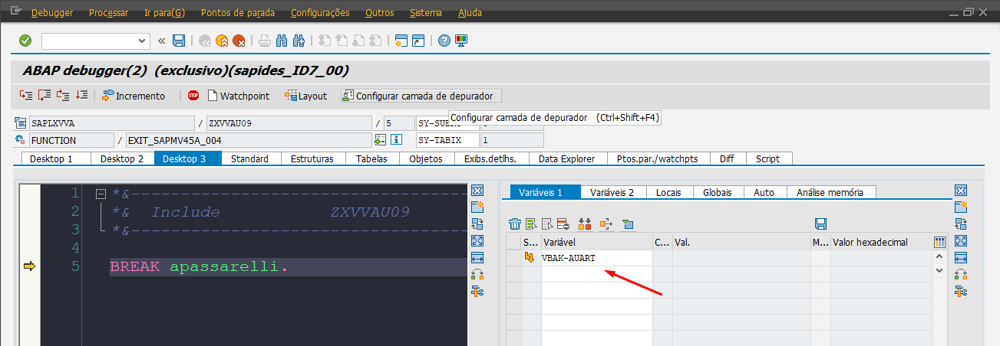 Debugger Processar Ir para(G) Pontos de parada Configurações Outros Sistema Ajuda
ABAP debugger(2) (exclusivo)(sapides_ID7_00)
Incremento STOP Watchpoint Layout Configurar camada de depurador
Configurar camada de depurador (Ctrl+Shift+F4)
SAPLXVVA / ZXVVAU09 / 5
FUNCTION / EXIT_SAPMV45A_004 SY-TABIX 1
Desktop 1 Desktop 2 Desktop 3 Standard Estruturas Tabelas Objetos Exibs.detlhs. Data Explorer Ptos.par./watchpts Diff Script
1 *&---------------------------------
2 *& Include ZXVVAU09
3 *&---------------------------------
4
5 BREAK apassarelli.
Variáveis 1 Variáveis 2 Locais Globais Auto Análise memória
S... Variável C... Val. M... Valor hexadecimal
VBAK-AUART